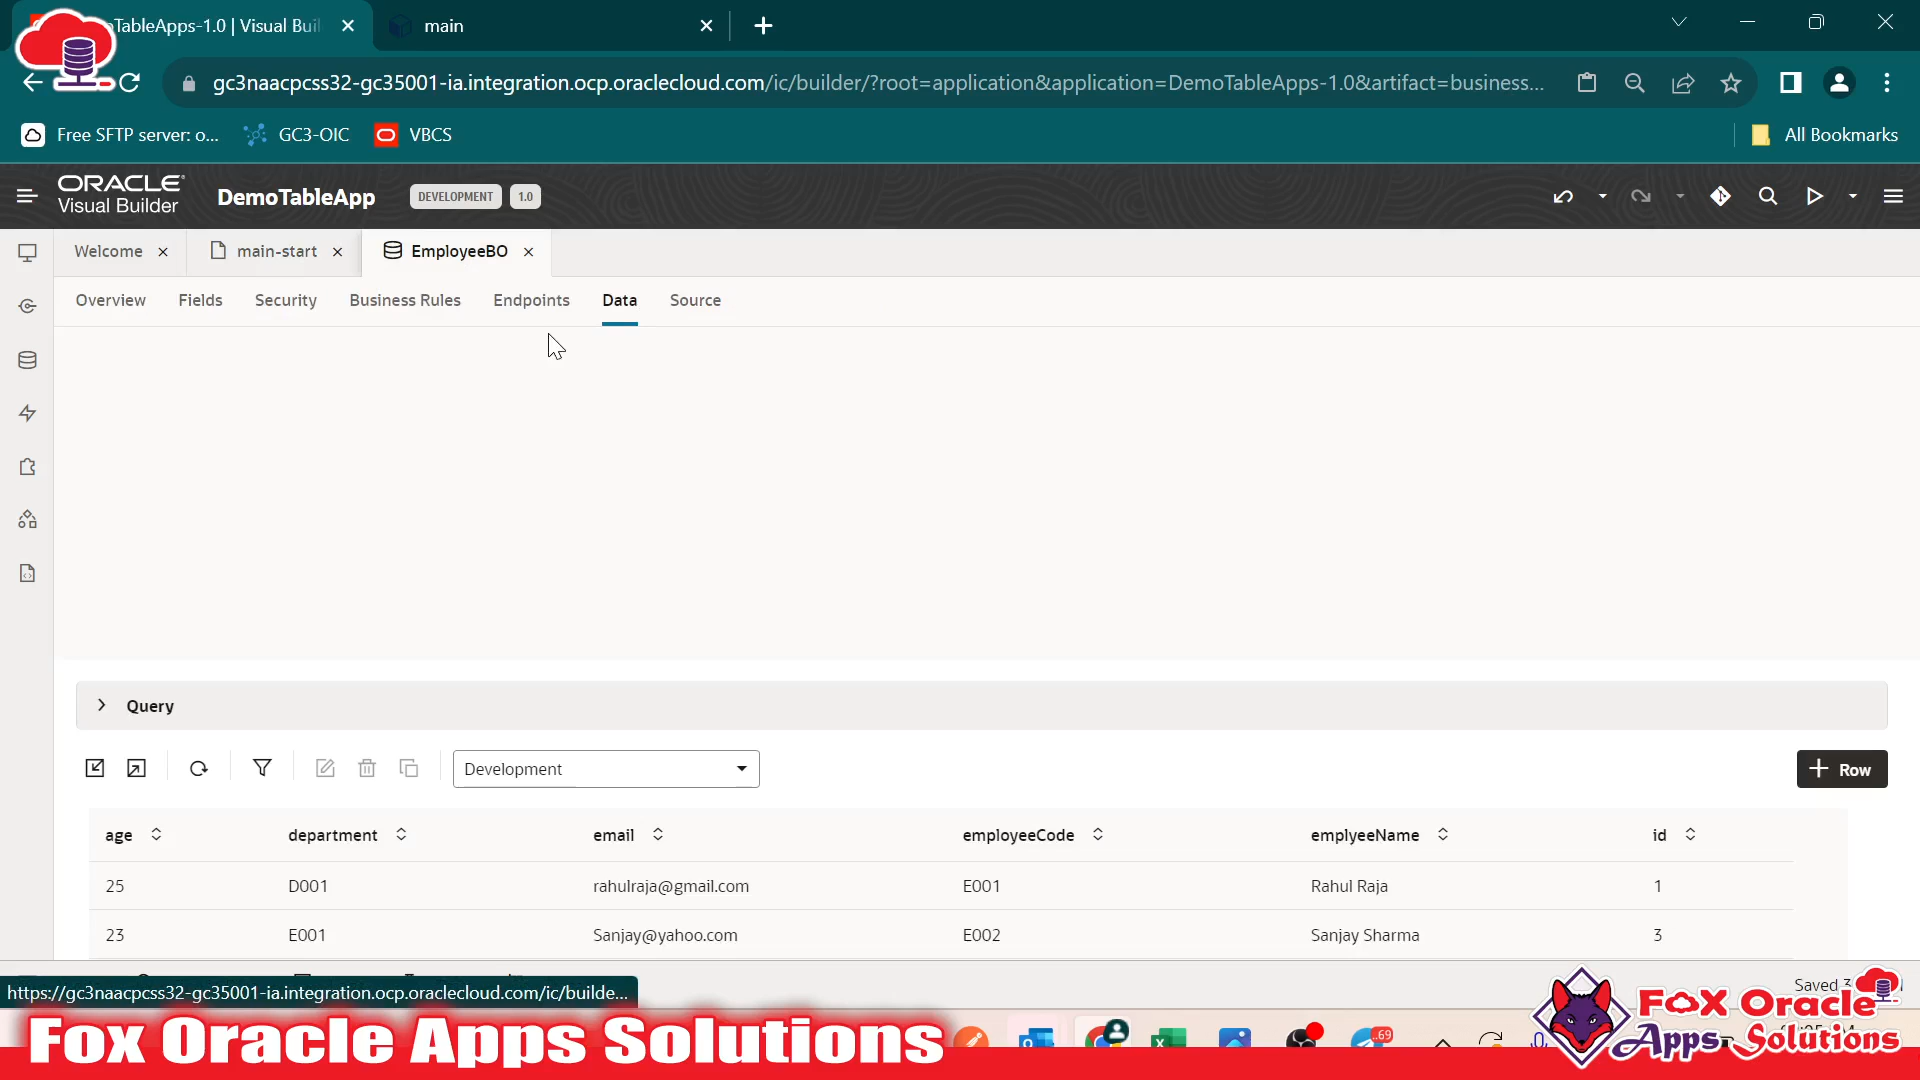 TableApps-1.0 | Visual Buil
main
gc3naacpcss32-gc35001-ia.integration.ocp.oraclecloud.com/ic/builder/?root=application&application=DemoTableApps-1.0&artifact=business...
Free SFTP server: o...
GC3-OIC
VBCS
All Bookmarks
ORACLE
Visual Builder
DemoTableApp
DEVELOPMENT
1.0
Welcome
main-start
EmployeeBO
Overview
Fields
Security
Business Rules
Endpoints
Data
Source
Query
Development
Row
age
department
email
employeeCode
emplyeeName
id
25
D001
rahulraja@gmail.com
E001
Rahul Raja
1
23
E001
Sanjay@yahoo.com
E002
Sanjay Sharma
3
https://gc3naacpcss32-gc35001-ia.integration.ocp.oraclecloud.com/ic/builde...
Saved
Fox Oracle Apps Solutions
69
FOX Oracle
Apps Solutions